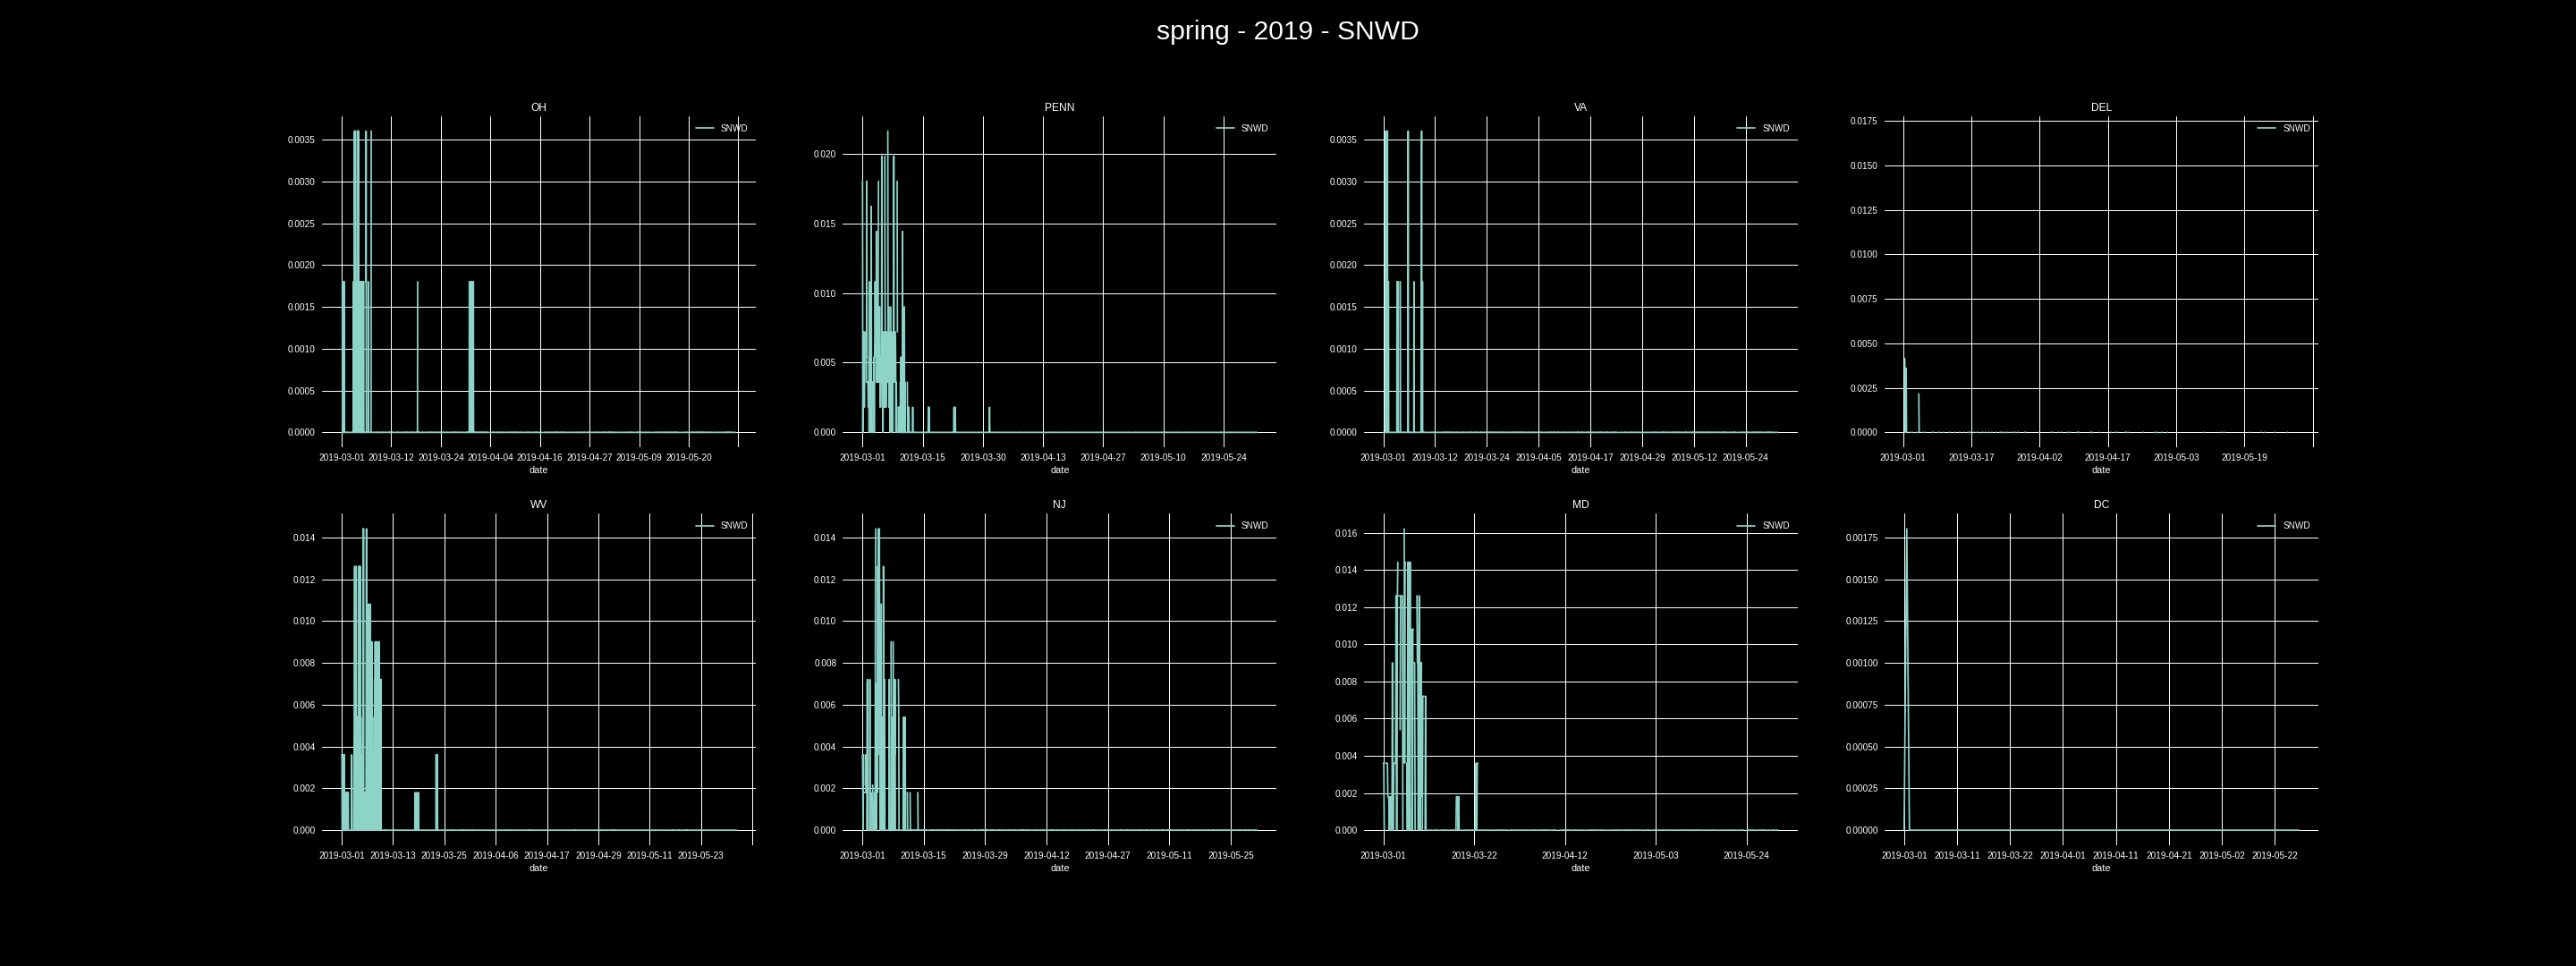 spring - 2019 - SNWD
OH
SNWD
0.0035
0.0030
0.0025
0.0020
0.0015
0.0010
0.0005
0.0000
2019-03-01 2019-03-12 2019-03-24 2019-04-04 2019-04-16 2019-04-27 2019-05-09 2019-05-20
date
PENN
SNWD
0.020
0.015
0.010
0.005
0.000
2019-03-01 2019-03-15 2019-03-30 2019-04-13 2019-04-27 2019-05-10 2019-05-24
date
VA
SNWD
0.0035
0.0030
0.0025
0.0020
0.0015
0.0010
0.0005
0.0000
2019-03-01 2019-03-12 2019-03-24 2019-04-05 2019-04-17 2019-04-29 2019-05-12 2019-05-24
date
DEL
SNWD
0.0175
0.0150
0.0125
0.0100
0.0075
0.0050
0.0025
0.0000
2019-03-01 2019-03-17 2019-04-02 2019-04-17 2019-05-03 2019-05-19
date
WV
SNWD
0.014
0.012
0.010
0.008
0.006
0.004
0.002
0.000
2019-03-01 2019-03-13 2019-03-25 2019-04-06 2019-04-17 2019-04-29 2019-05-11 2019-05-23
date
NJ
SNWD
0.014
0.012
0.010
0.008
0.006
0.004
0.002
0.000
2019-03-01 2019-03-15 2019-03-29 2019-04-12 2019-04-27 2019-05-11 2019-05-25
date
MD
SNWD
0.016
0.014
0.012
0.010
0.008
0.006
0.004
0.002
0.000
2019-03-01 2019-03-22 2019-04-12 2019-05-03 2019-05-24
date
DC
SNWD
0.00175
0.00150
0.00125
0.00100
0.00075
0.00050
0.00025
0.00000
2019-03-01 2019-03-11 2019-03-22 2019-04-01 2019-04-11 2019-04-21 2019-05-02 2019-05-22
date